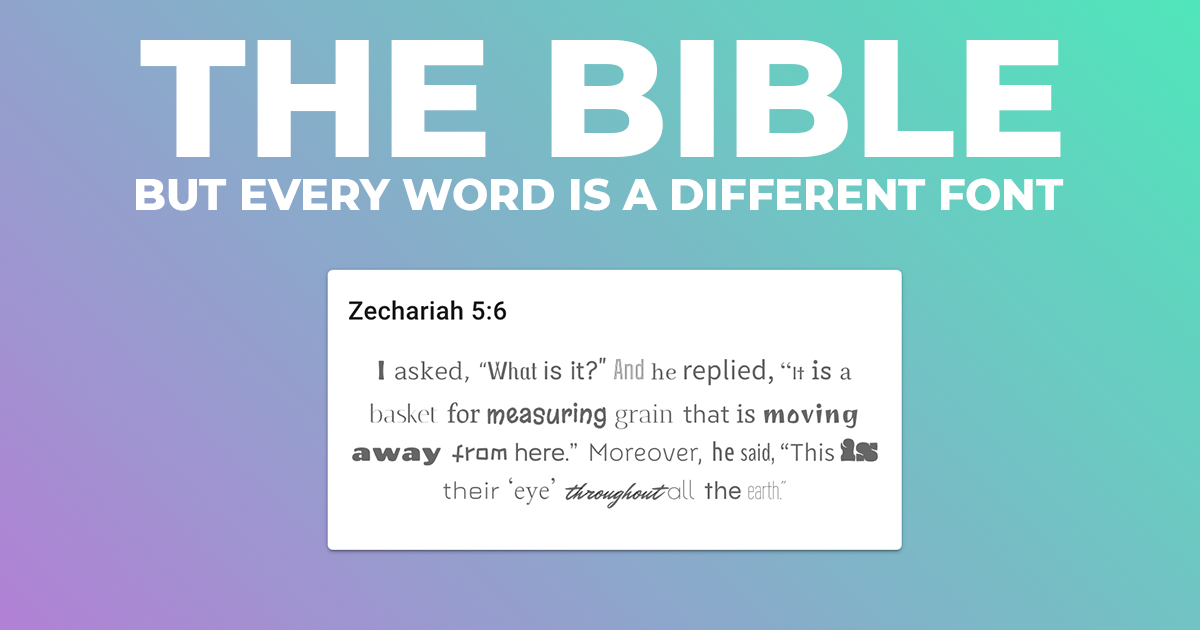 THE BIBLE
BUT EVERY WORD IS A DIFFERENT FONT
Zechariah 5:6
I asked, “What is it?” And he replied, “It is a
basket for measuring grain that is moving
away from here.” Moreover, he said, “This is
their ‘eye’ throughout all the earth.”